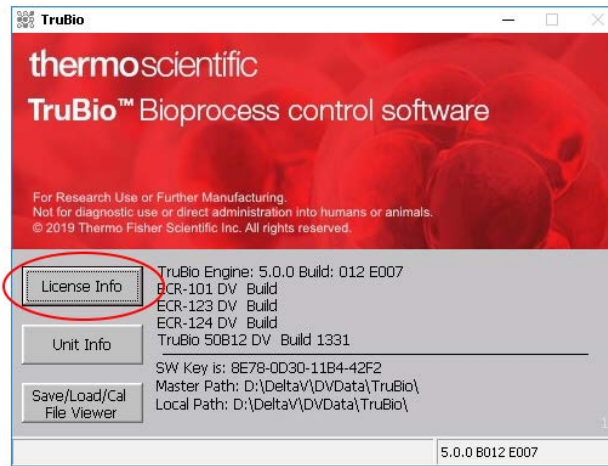 TruBio
thermoscientific
TruBio™ Bioprocess control software
For Research Use or Further Manufacturing.
Not for diagnostic use or direct administration into humans or animals.
© 2019 Thermo Fisher Scientific Inc. All rights reserved.
License Info
TruBio Engine: 5.0.0 Build: 012 E007
ECR-101 DV Build
ECR-123 DV Build
ECR-124 DV Build
TruBio 50B12 DV Build 1331
Unit Info
SW Key is: 8E78-0D30-11B4-42F2
Master Path: D:\DeltaV\DVData\TruBio\
Local Path: D:\DeltaV\DVData\TruBio\
Save/Load/Cal
File Viewer
1
5.0.0 B012 E007